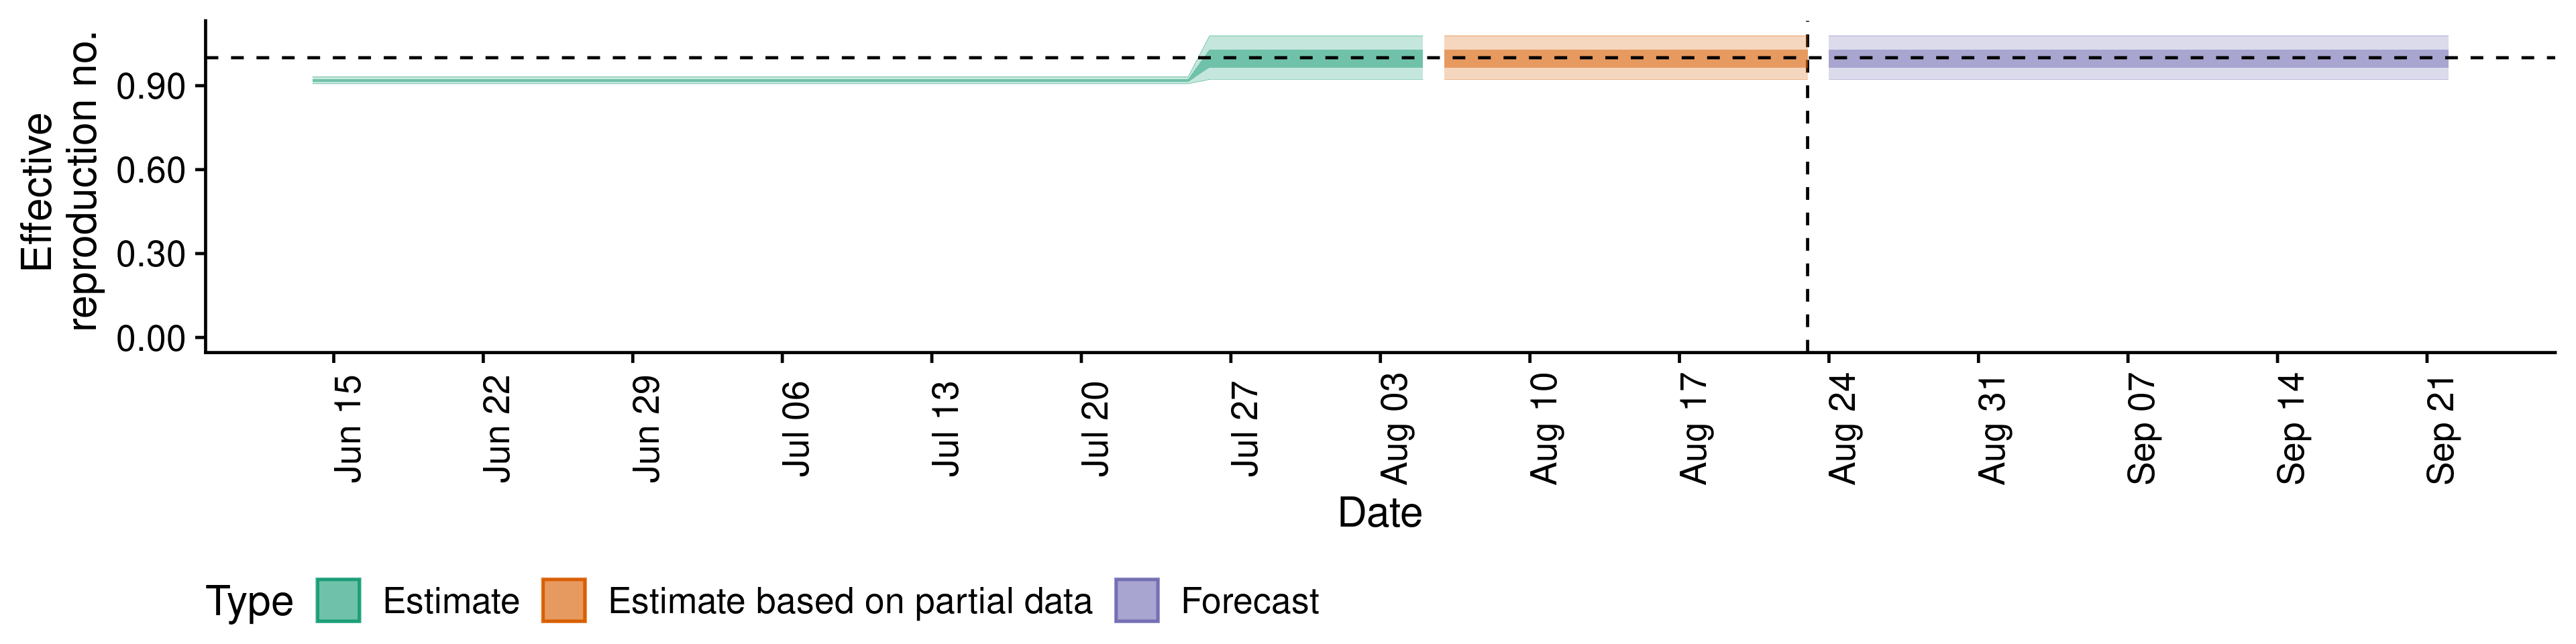 Effective
reproduction no.
0.90
0.60
0.30
0.00
Jun 15
Jun 22
Jun 29
Jul 06
Jul 13
Jul 20
Jul 27
Aug 03
Aug 10
Aug 17
Aug 24
Aug 31
Sep 07
Sep 14
Sep 21
Date
Type Estimate Estimate based on partial data Forecast